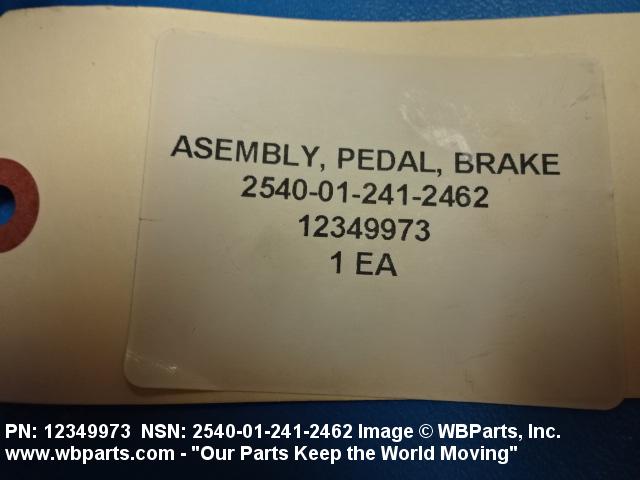 ASEMBLY, PEDAL, BRAKE
2540-01-241-2462
12349973
1 EA
PN: 12349973 NSN: 2540-01-241-2462 Image © WBParts, Inc.
www.wbparts.com - "Our Parts Keep the World Moving"